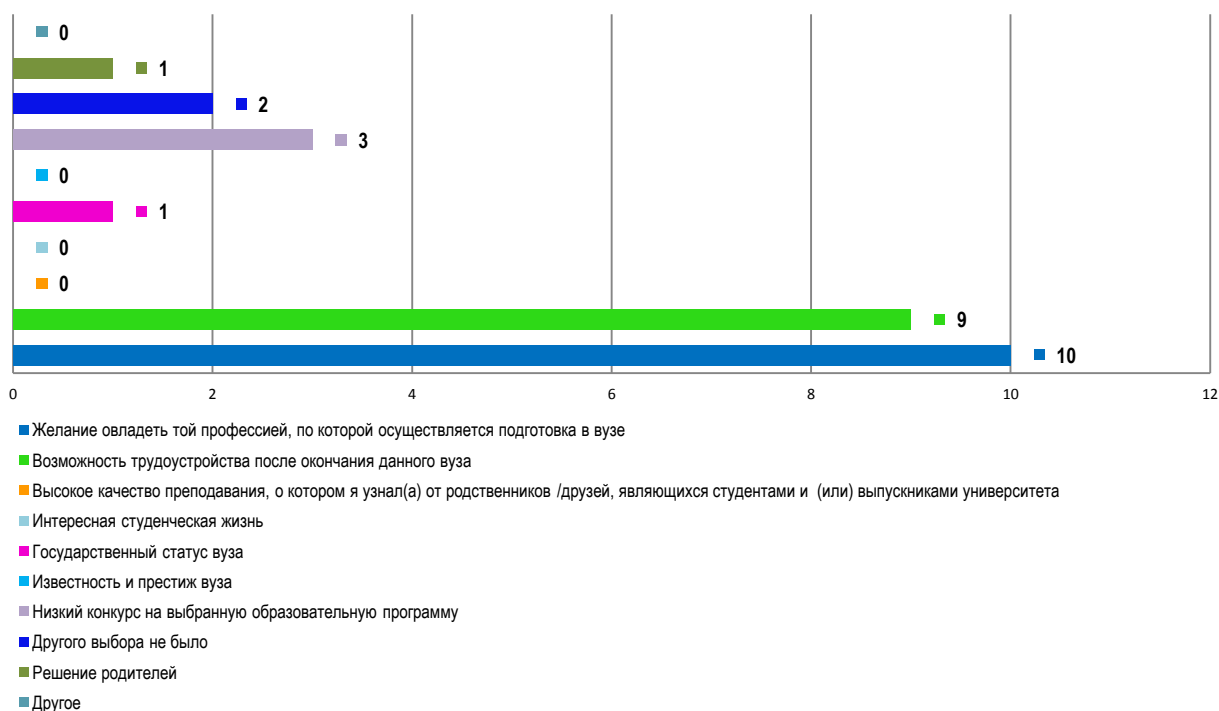 0
1
2
3
0
1
0
0
9
10
0 2 4 6 8 10 12
Желание овладеть той профессией, по которой осуществляется подготовка в вузе
Возможность трудоустройства после окончания данного вуза
Высокое качество преподавания, о котором я узнал(а) от родственников /друзей, являющихся студентами и (или) выпускниками университета
Интересная студенческая жизнь
Государственный статус вуза
Известность и престиж вуза
Низкий конкурс на выбранную образовательную программу
Другого выбора не было
Решение родителей
Другое